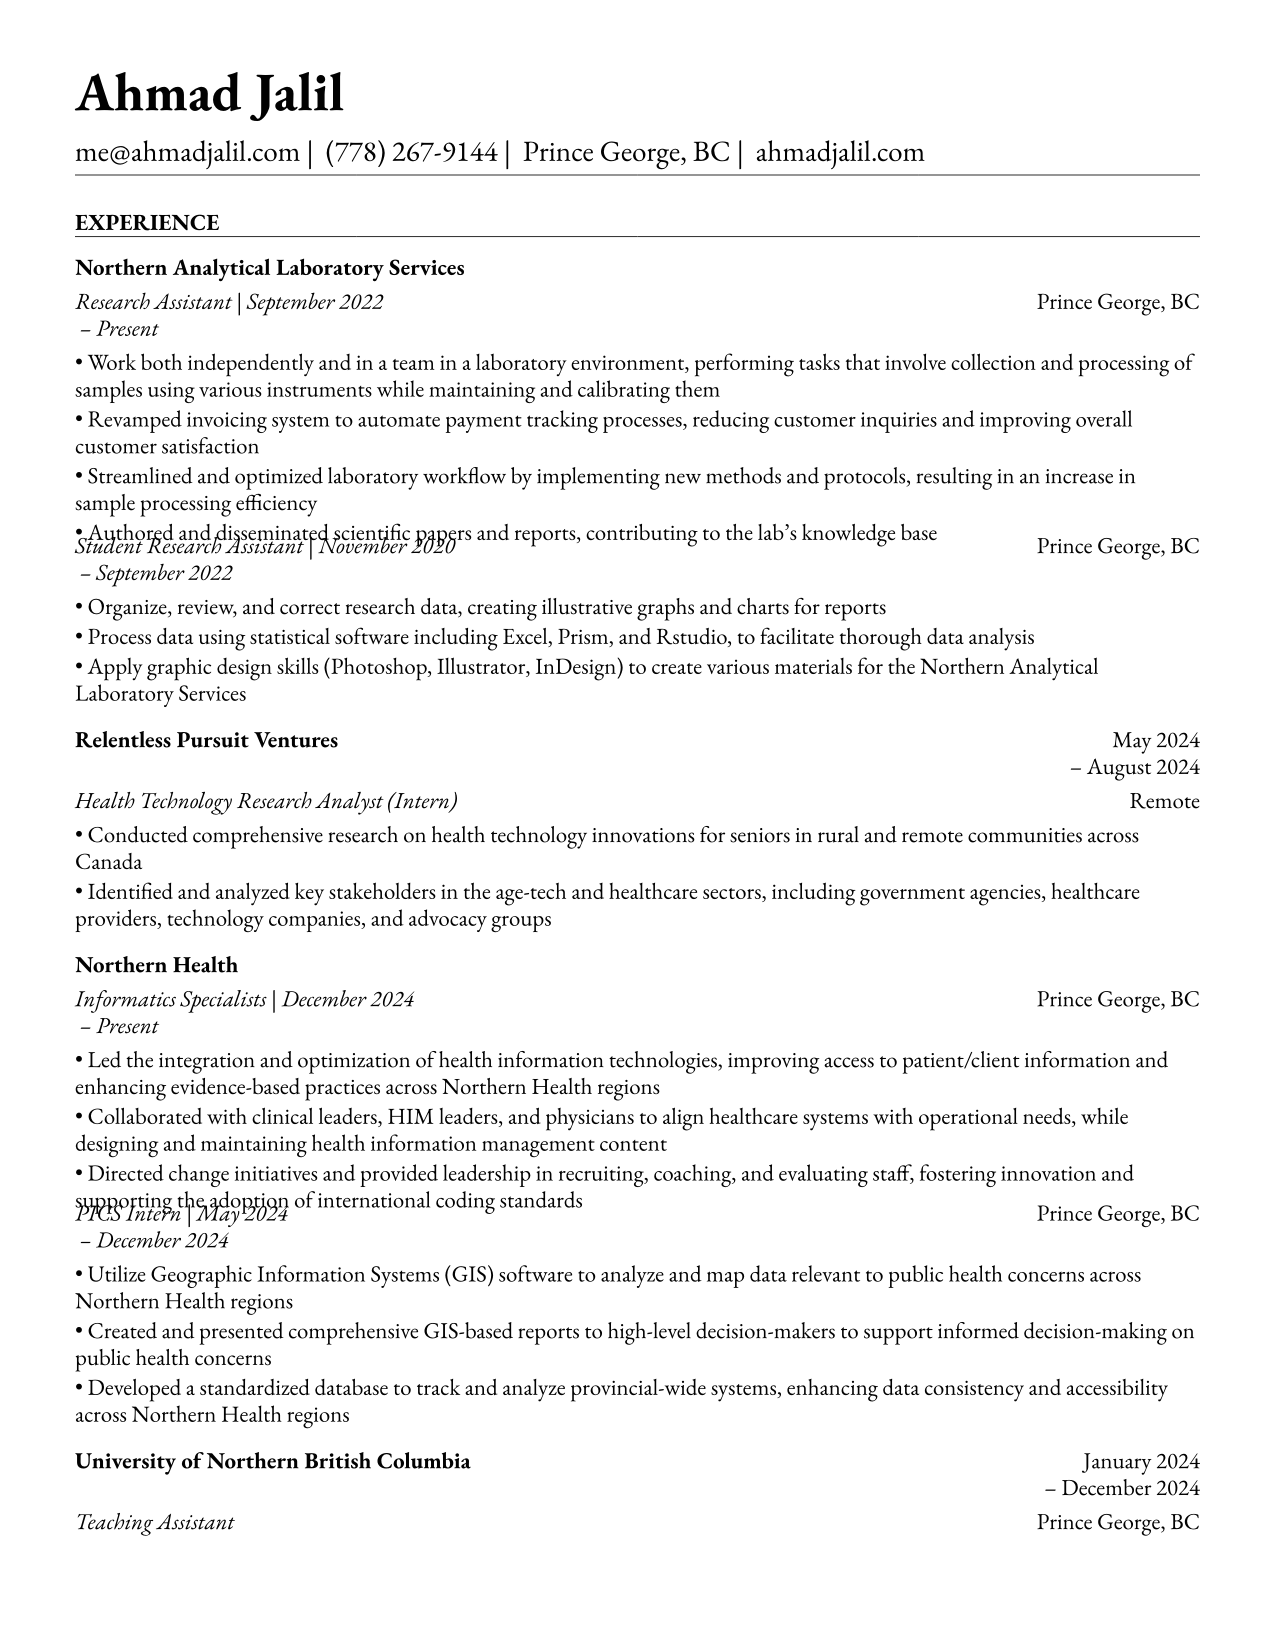 Ahmad Jalil
me@ahmadjalil.com | (778) 267-9144 | Prince George, BC | ahmadjalil.com
EXPERIENCE
Northern Analytical Laboratory Services
Research Assistant | September 2022 Prince George, BC
– Present
• Work both independently and in a team in a laboratory environment, performing tasks that involve collection and processing of
samples using various instruments while maintaining and calibrating them
• Revamped invoicing system to automate payment tracking processes, reducing customer inquiries and improving overall
customer satisfaction
• Streamlined and optimized laboratory workflow by implementing new methods and protocols, resulting in an increase in
sample processing efficiency
• Authored and disseminated scientific papers and reports, contributing to the lab’s knowledge base
Student Research Assistant | November 2020 Prince George, BC
– September 2022
• Organize, review, and correct research data, creating illustrative graphs and charts for reports
• Process data using statistical software including Excel, Prism, and Rstudio, to facilitate thorough data analysis
• Apply graphic design skills (Photoshop, Illustrator, InDesign) to create various materials for the Northern Analytical
Laboratory Services
Relentless Pursuit Ventures May 2024
– August 2024
Health Technology Research Analyst (Intern) Remote
• Conducted comprehensive research on health technology innovations for seniors in rural and remote communities across
Canada
• Identified and analyzed key stakeholders in the age-tech and healthcare sectors, including government agencies, healthcare
providers, technology companies, and advocacy groups
Northern Health
Informatics Specialists | December 2024 Prince George, BC
– Present
• Led the integration and optimization of health information technologies, improving access to patient/client information and
enhancing evidence-based practices across Northern Health regions
• Collaborated with clinical leaders, HIM leaders, and physicians to align healthcare systems with operational needs, while
designing and maintaining health information management content
• Directed change initiatives and provided leadership in recruiting, coaching, and evaluating staff, fostering innovation and
supporting the adoption of international coding standards
PICS Intern | May 2024 Prince George, BC
– December 2024
• Utilize Geographic Information Systems (GIS) software to analyze and map data relevant to public health concerns across
Northern Health regions
• Created and presented comprehensive GIS-based reports to high-level decision-makers to support informed decision-making on
public health concerns
• Developed a standardized database to track and analyze provincial-wide systems, enhancing data consistency and accessibility
across Northern Health regions
University of Northern British Columbia January 2024
– December 2024
Teaching Assistant Prince George, BC